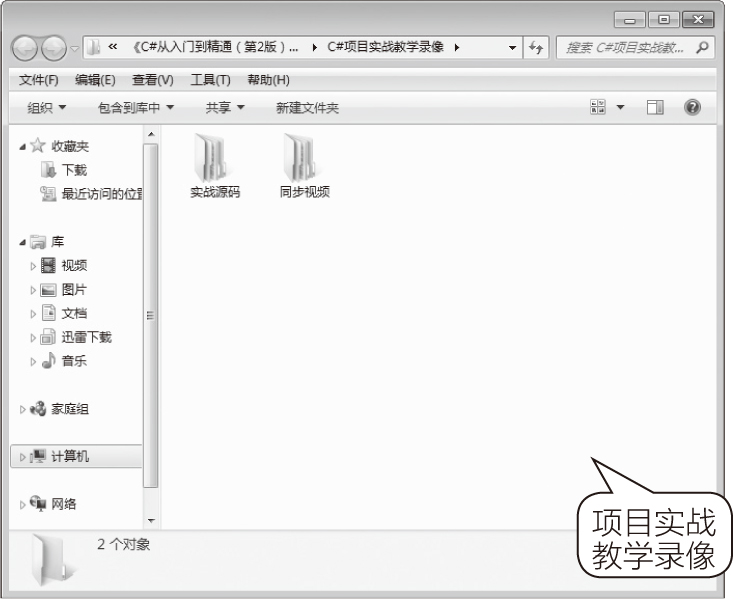 « 《C#从入门到精通（第2版）... ▸ C#项目实战教学录像 ▸
搜索 C#项目实战教...
文件(F) 编辑(E) 查看(V) 工具(T) 帮助(H)
组织 包含到库中 共享 新建文件夹
收藏夹
下载
最近访问的位置
库
视频
图片
文档
迅雷下载
音乐
家庭组
计算机
网络
实战源码 同步视频
2 个对象
项目实战
教学录像